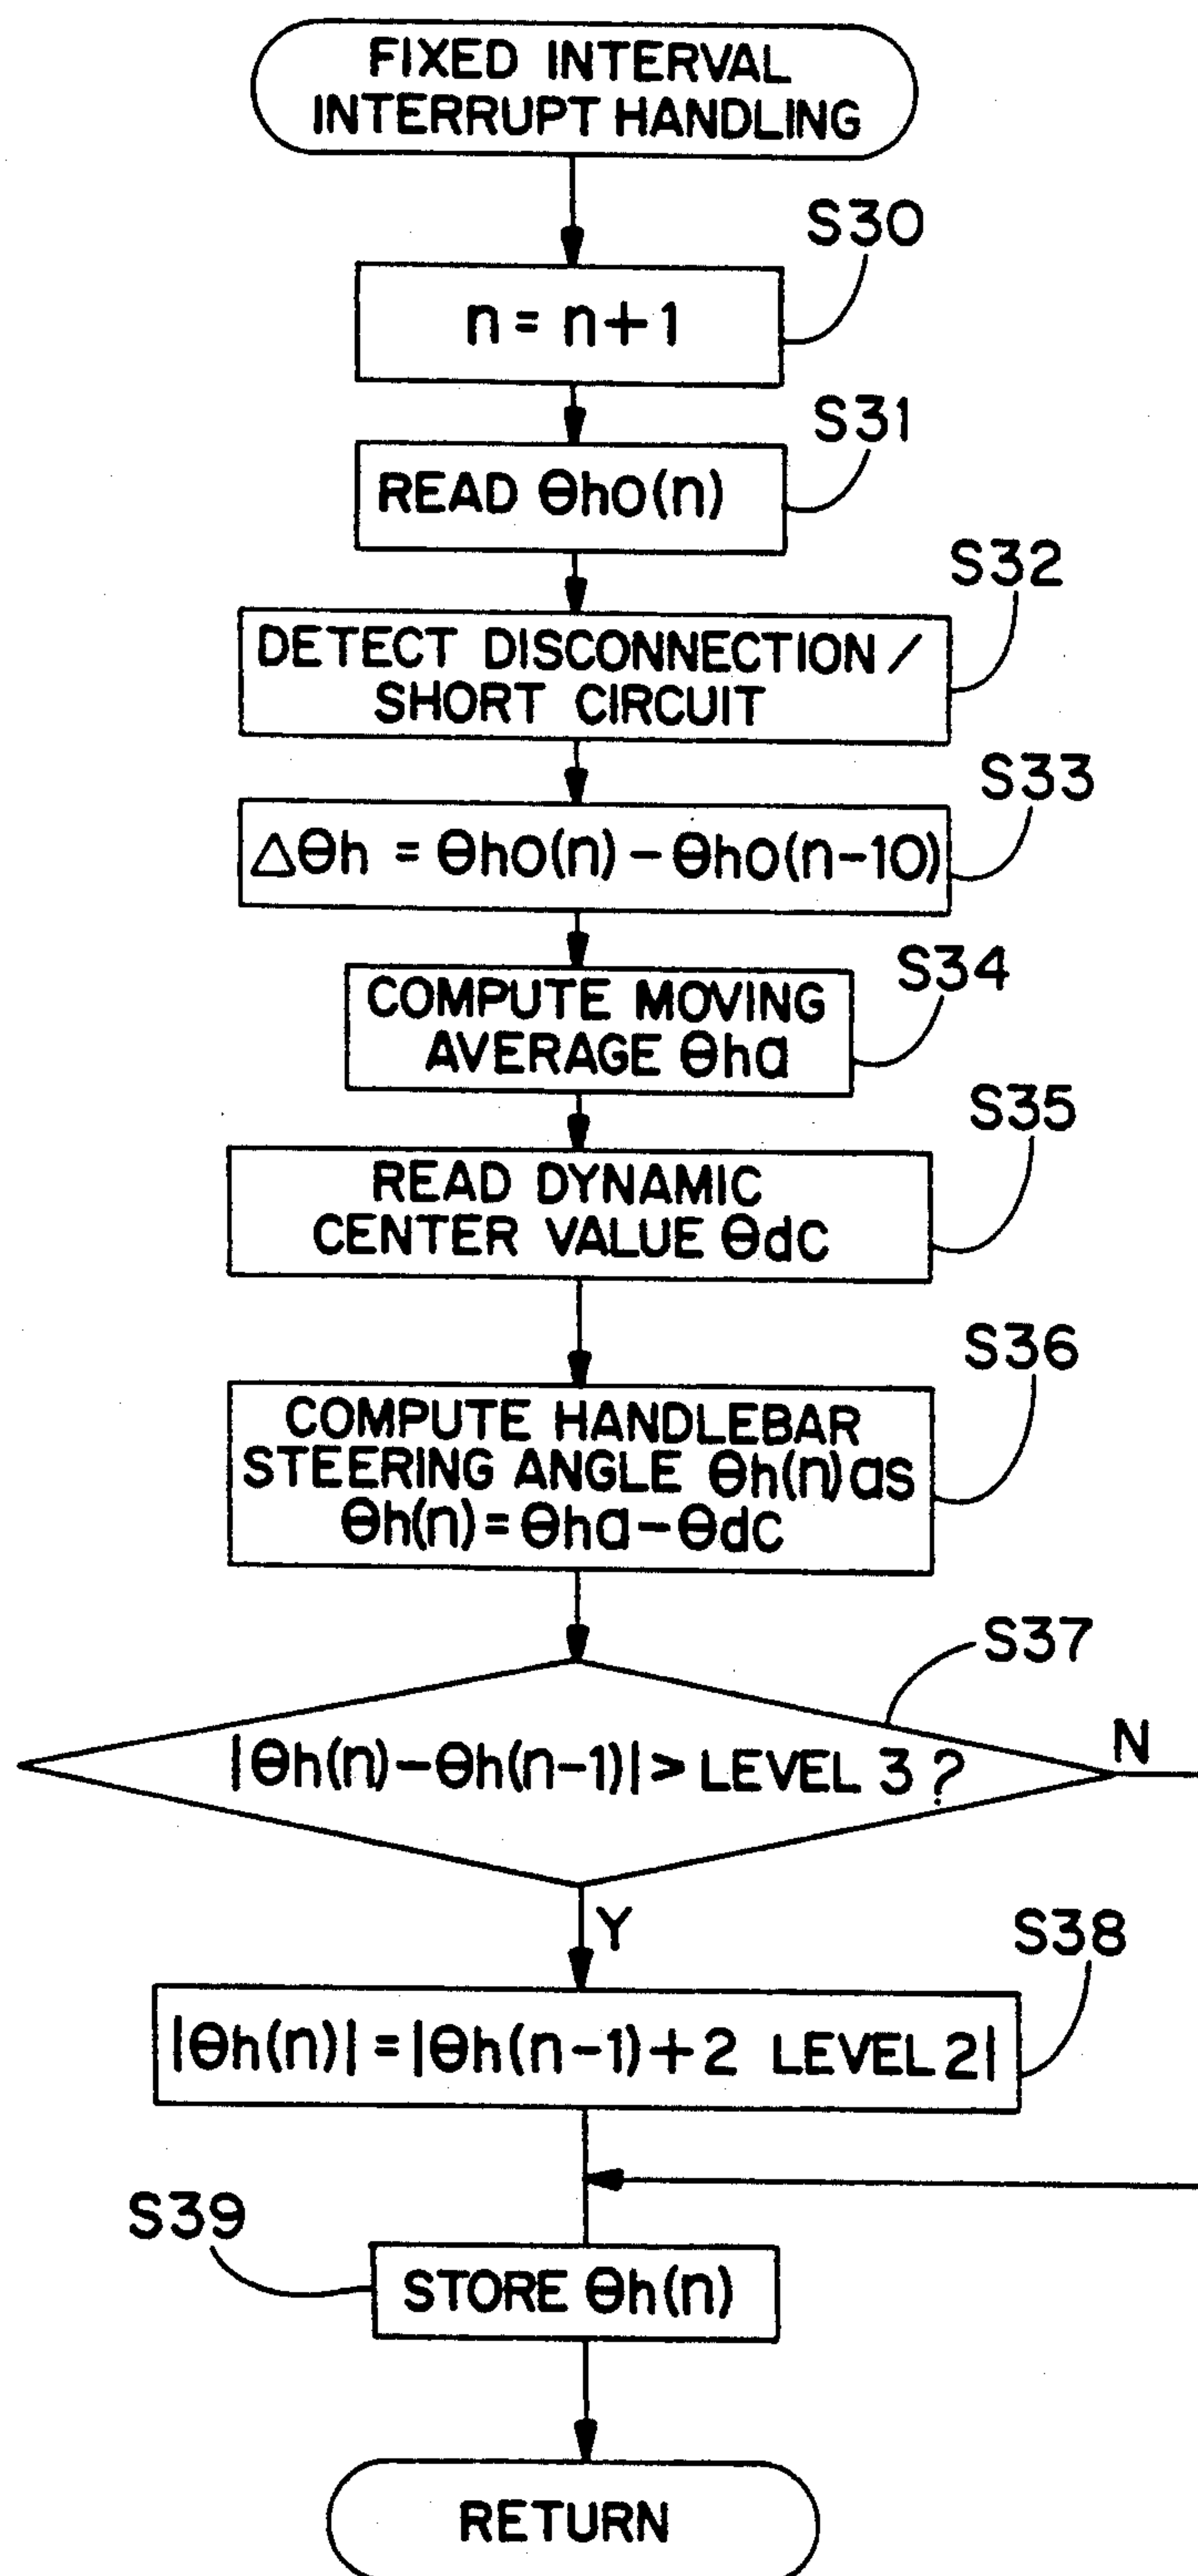 FIXED INTERVAL
INTERRUPT HANDLING
S30
n = n+1
S31
READ Θho(n)
S32
DETECT DISCONNECTION /
SHORT CIRCUIT
S33
ΔΘh = Θho(n) − Θho(n−10)
S34
COMPUTE MOVING
AVERAGE Θha
S35
READ DYNAMIC
CENTER VALUE Θdc
S36
COMPUTE HANDLEBAR
STEERING ANGLE Θh(n) as
Θh(n) = Θha − Θdc
S37
|Θh(n)−Θh(n−1)| > LEVEL 3 ?
N
Y
S38
|Θh(n)| = |Θh(n−1)+2 LEVEL 2|
S39
STORE Θh(n)
RETURN